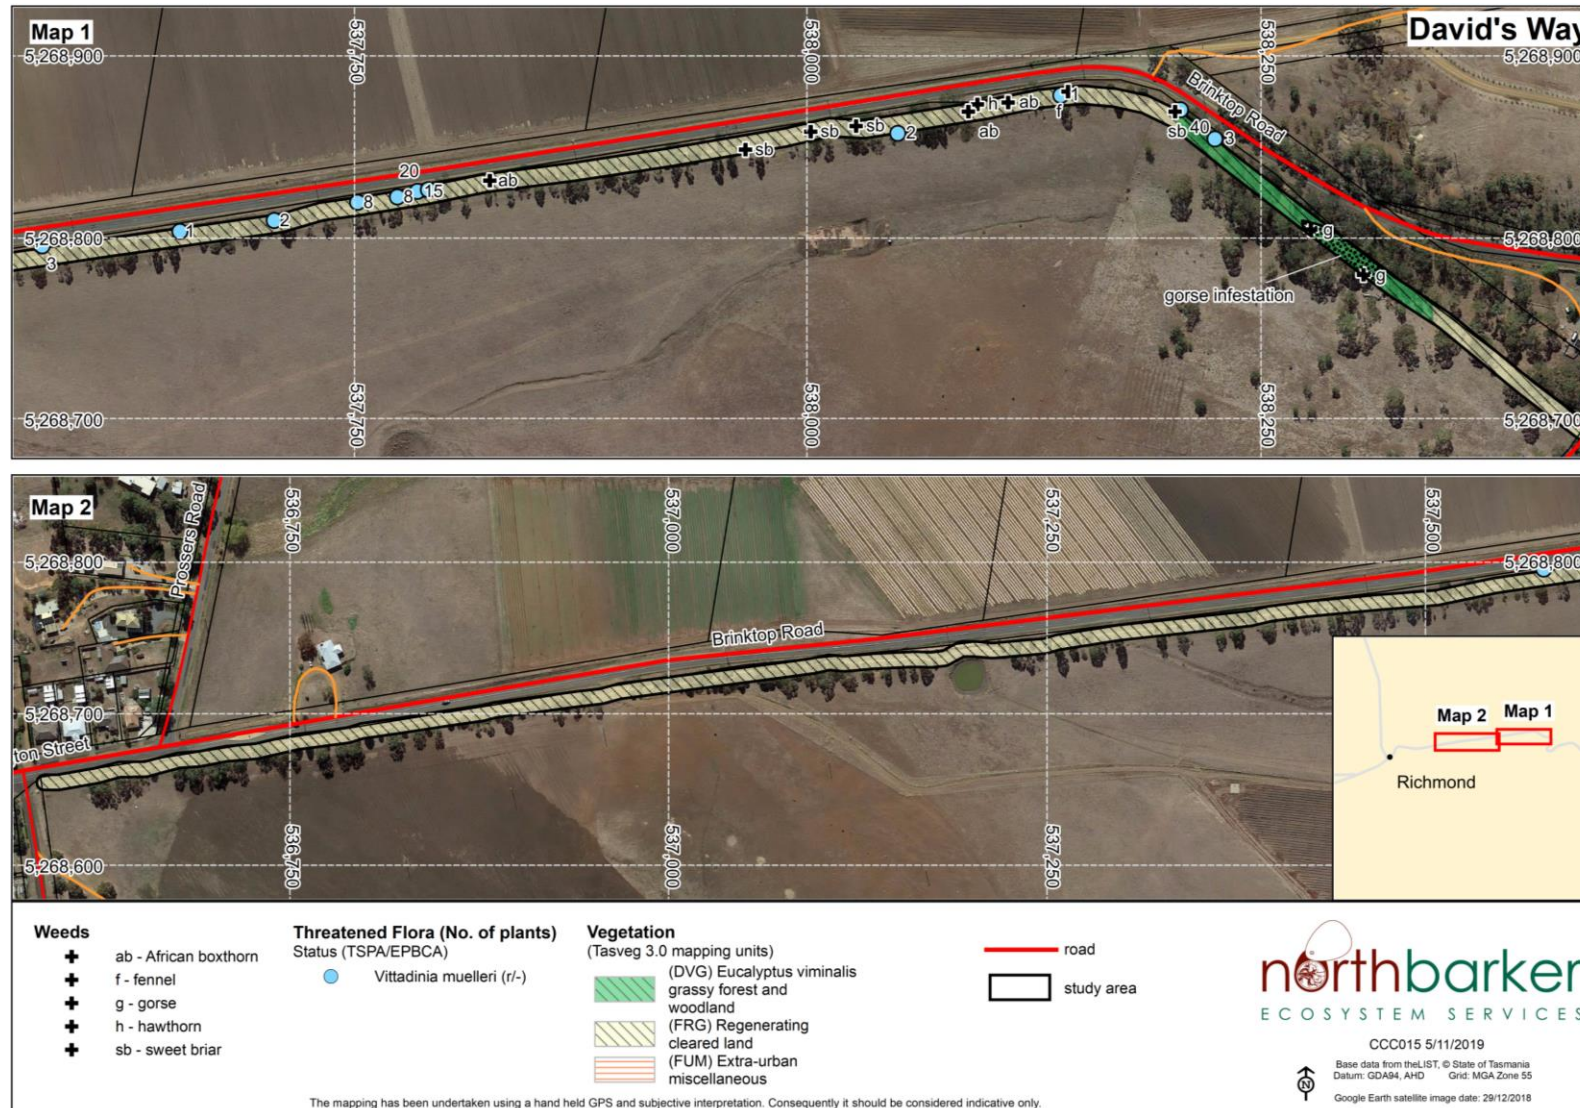 Map 1
David's Way
5,268,900
537,750
538,000
538,250
5,268,900
Brinktop Road
f
1
h
ab
ab
sb
40
3
sb
sb
2
sb
20
ab
8
15
8
2
1
3
5,268,800
5,268,800
g
g
gorse infestation
5,268,700
537,750
538,000
538,250
5,268,700
Map 2
Prossers Road
536,750
537,000
537,250
537,500
5,268,800
5,268,800
Brinktop Road
5,268,700
ton Street
5,268,600
536,750
537,000
537,250
Map 2
Map 1
Richmond
Weeds
ab - African boxthorn
f - fennel
g - gorse
h - hawthorn
sb - sweet briar
Threatened Flora (No. of plants)
Status (TSPA/EPBCA)
Vittadinia muelleri (r/-)
Vegetation
(Tasveg 3.0 mapping units)
(DVG) Eucalyptus viminalis
grassy forest and
woodland
(FRG) Regenerating
cleared land
(FUM) Extra-urban
miscellaneous
road
study area
northbarker
ECOSYSTEM SERVICES
CCC015 5/11/2019
Base data from theLIST, © State of Tasmania
Datum: GDA94, AHD Grid: MGA Zone 55
N
Google Earth satellite image date: 29/12/2018
The mapping has been undertaken using a hand held GPS and subjective interpretation. Consequently it should be considered indicative only.